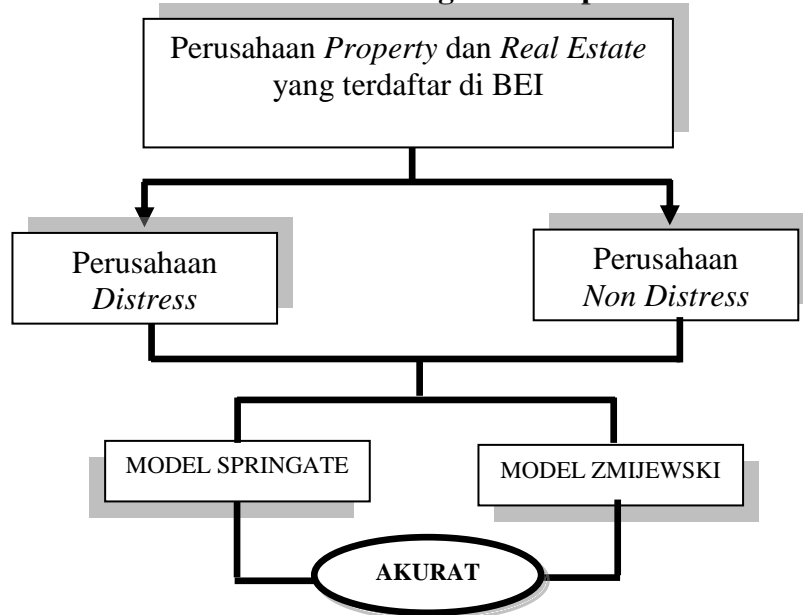 Perusahaan Property dan Real Estate
yang terdaftar di BEI
Perusahaan
Distress
Perusahaan
Non Distress
MODEL SPRINGATE
MODEL ZMIJEWSKI
AKURAT